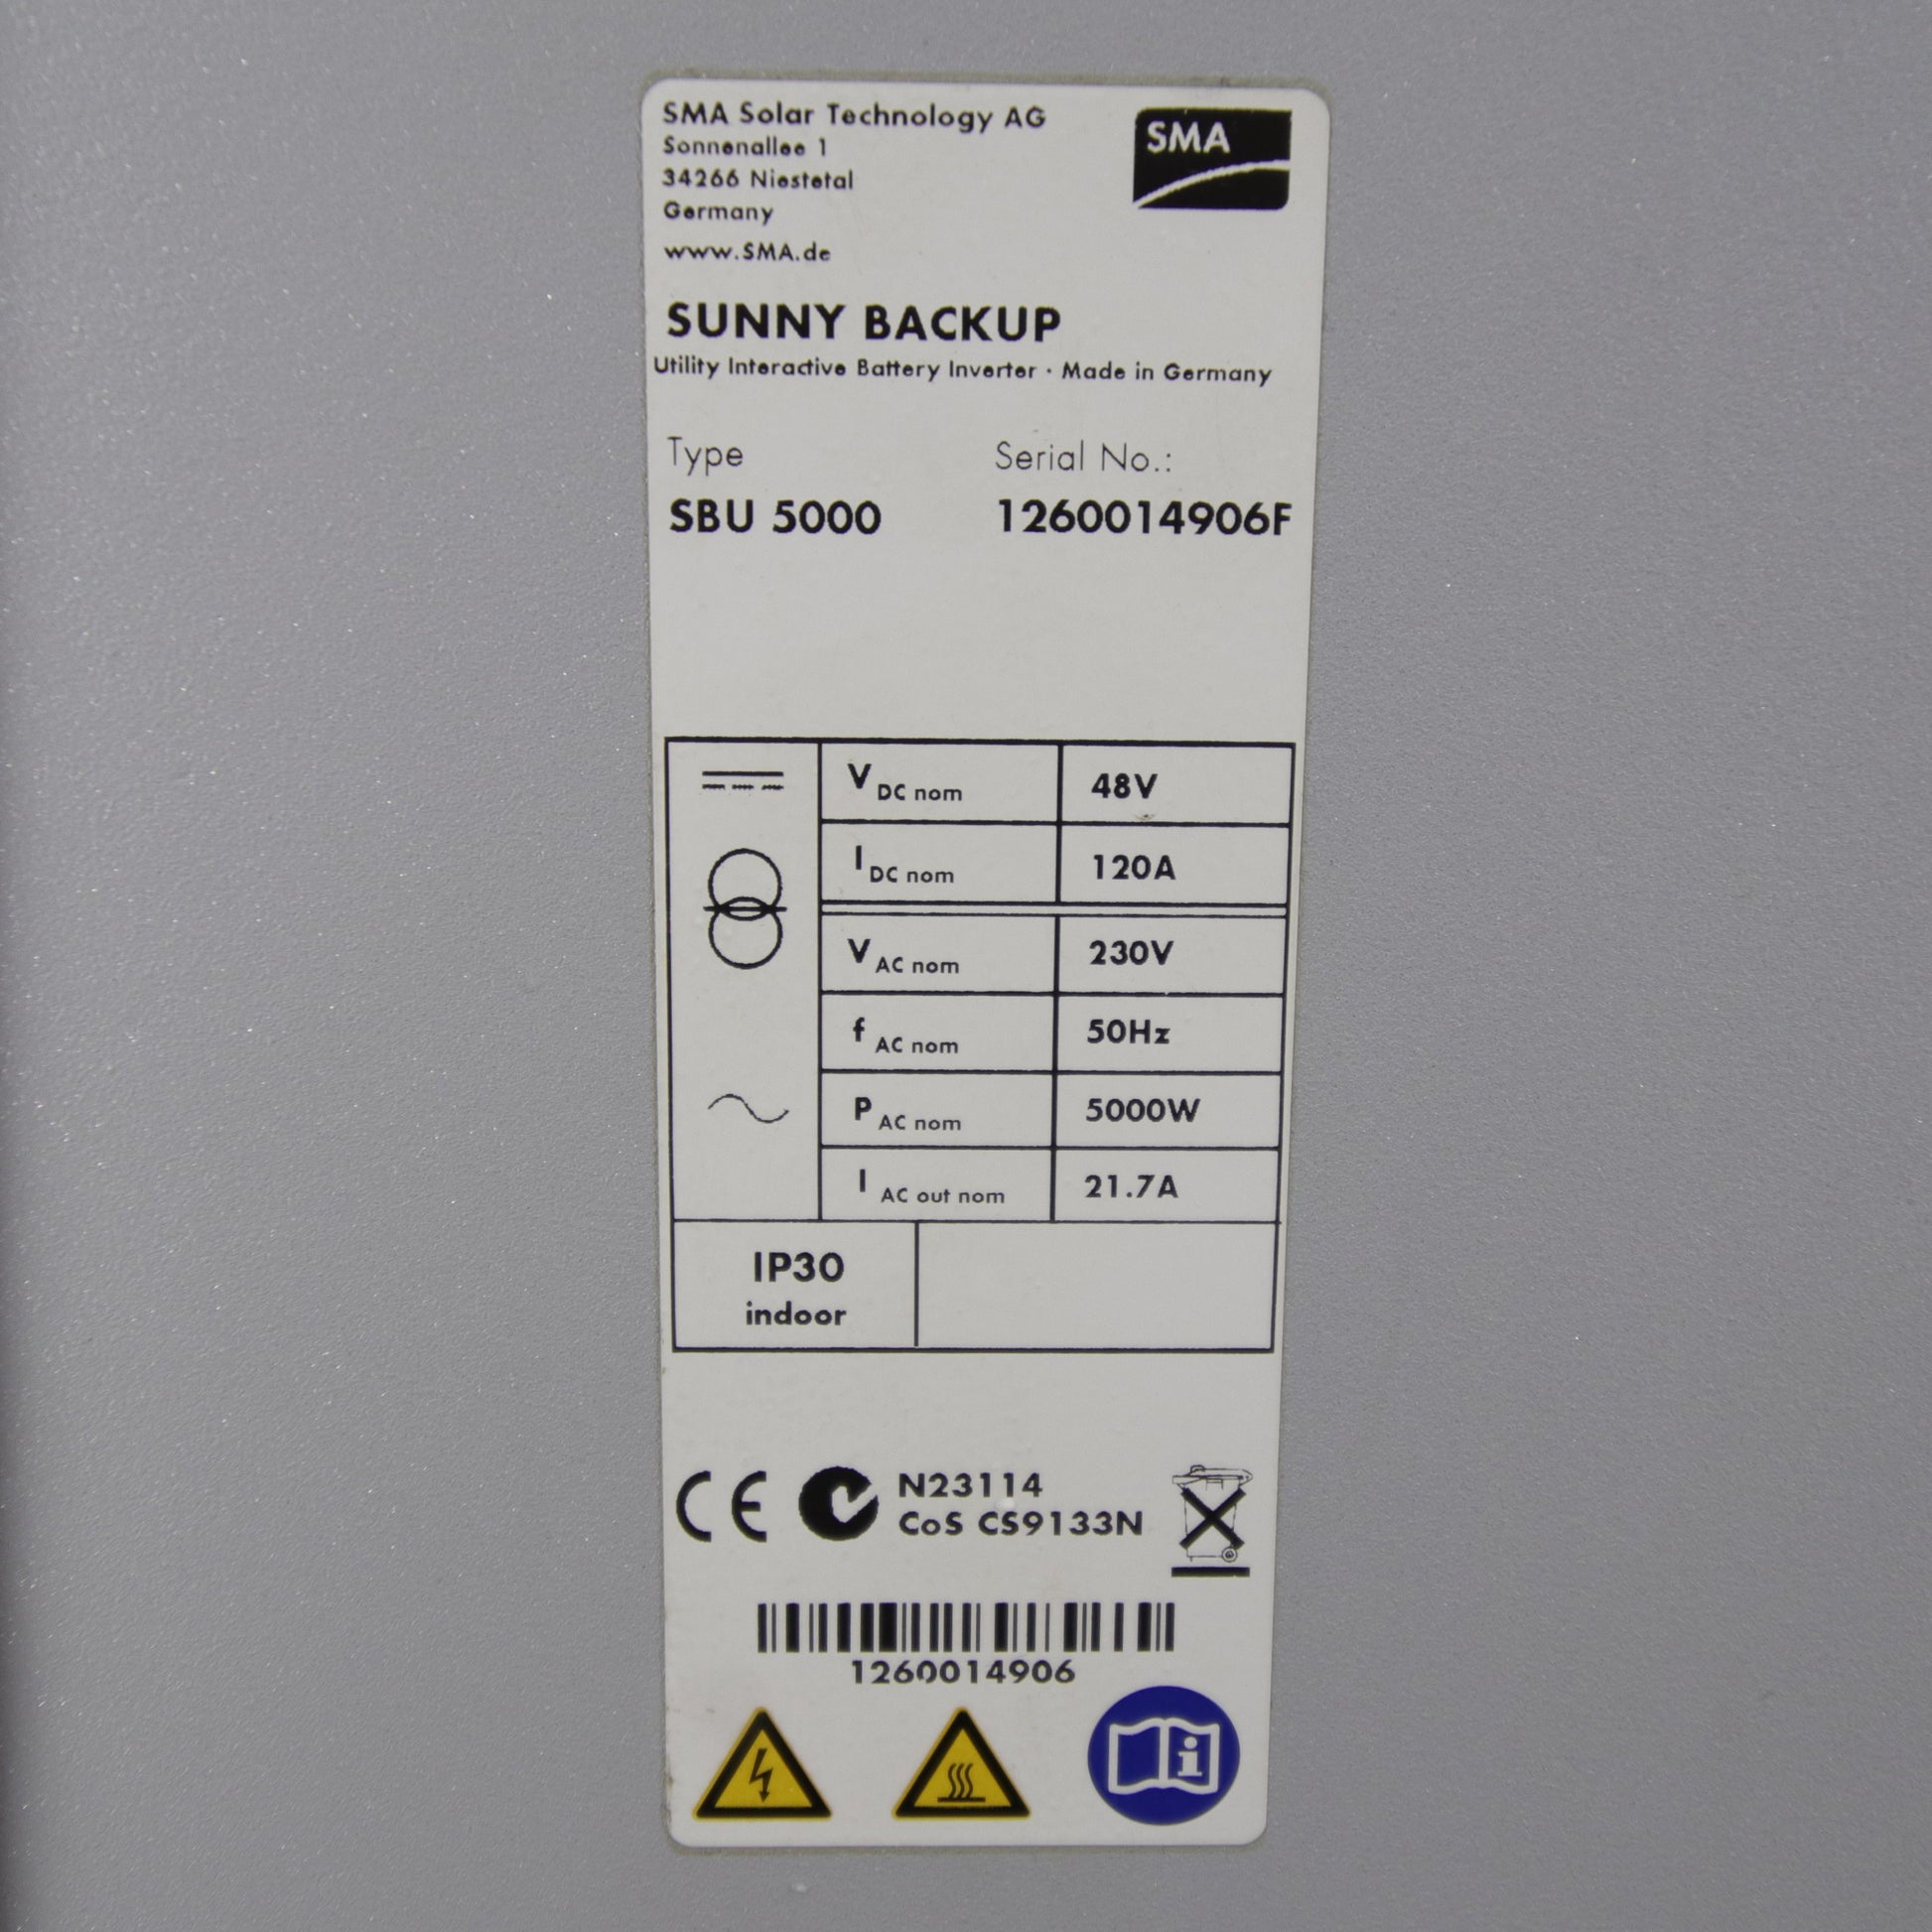 SMA Solar Technology AG
Sonnenallee 1
34266 Niestetal
Germany
www.SMA.de
SMA
SUNNY BACKUP
Utility Interactive Battery Inverter · Made in Germany
Type Serial No.:
SBU 5000 1260014906F
V DC nom 48V
I DC nom 120A
V AC nom 230V
f AC nom 50Hz
P AC nom 5000W
I AC out nom 21.7A
IP30
indoor
CE N23114
CoS CS9133N
1260014906